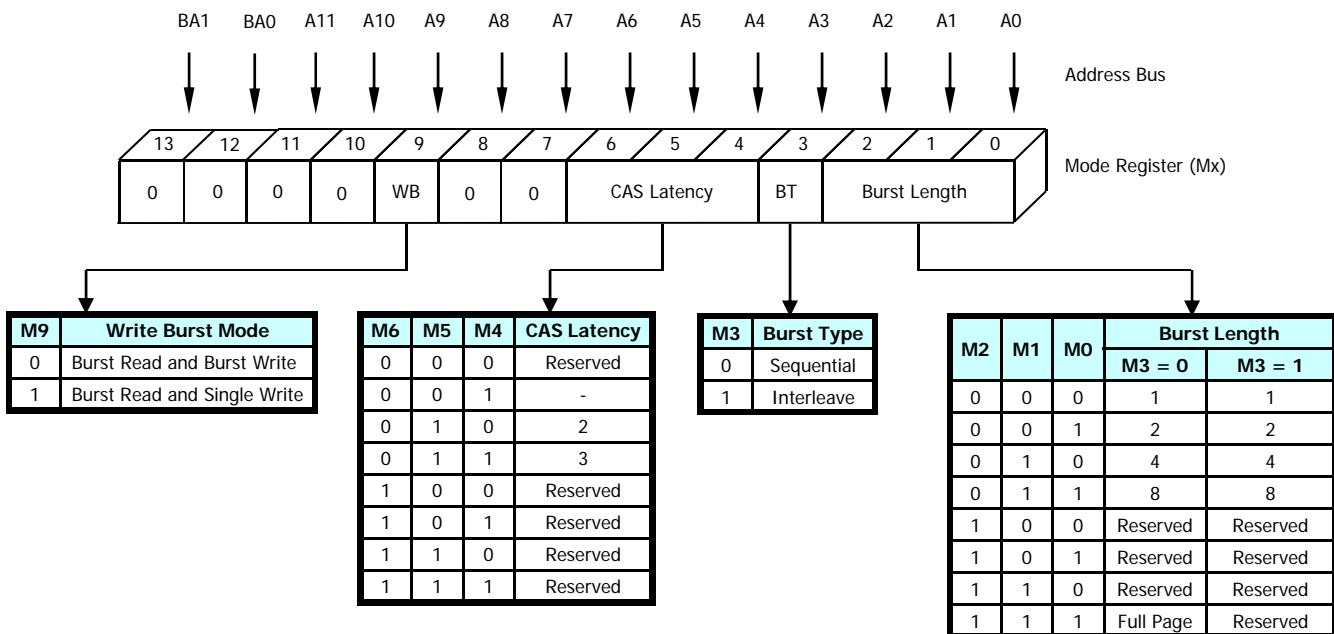 BA1 BA0 A11 A10 A9 A8 A7 A6 A5 A4 A3 A2 A1 A0
Address Bus
13 12 11 10 9 8 7 6 5 4 3 2 1 0
Mode Register (Mx)
0 0 0 0 WB 0 0 CAS Latency BT Burst Length
M9 Write Burst Mode
0 Burst Read and Burst Write
1 Burst Read and Single Write
M6 M5 M4 CAS Latency
0 0 0 Reserved
0 0 1 -
0 1 0 2
0 1 1 3
1 0 0 Reserved
1 0 1 Reserved
1 1 0 Reserved
1 1 1 Reserved
M3 Burst Type
0 Sequential
1 Interleave
M2 M1 M0 Burst Length
M3 = 0 M3 = 1
0 0 0 1 1
0 0 1 2 2
0 1 0 4 4
0 1 1 8 8
1 0 0 Reserved Reserved
1 0 1 Reserved Reserved
1 1 0 Reserved Reserved
1 1 1 Full Page Reserved